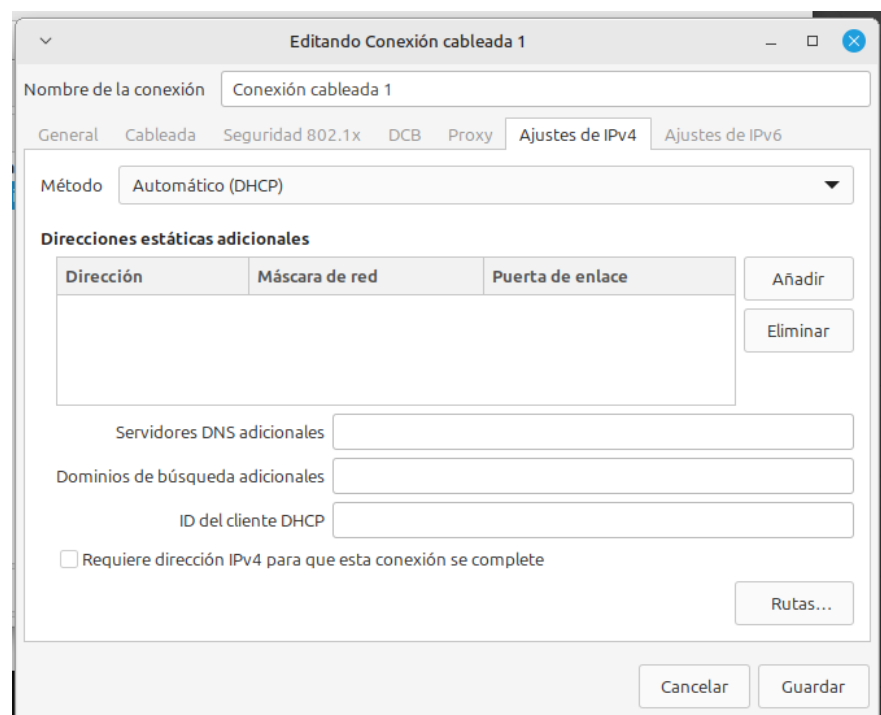 Editando Conexión cableada 1
Nombre de la conexión Conexión cableada 1
General Cableada Seguridad 802.1x DCB Proxy Ajustes de IPv4 Ajustes de IPv6
Método Automático (DHCP)
Direcciones estáticas adicionales
Dirección Máscara de red Puerta de enlace Añadir
Eliminar
Servidores DNS adicionales
Dominios de búsqueda adicionales
ID del cliente DHCP
Requiere dirección IPv4 para que esta conexión se complete
Rutas...
Cancelar Guardar